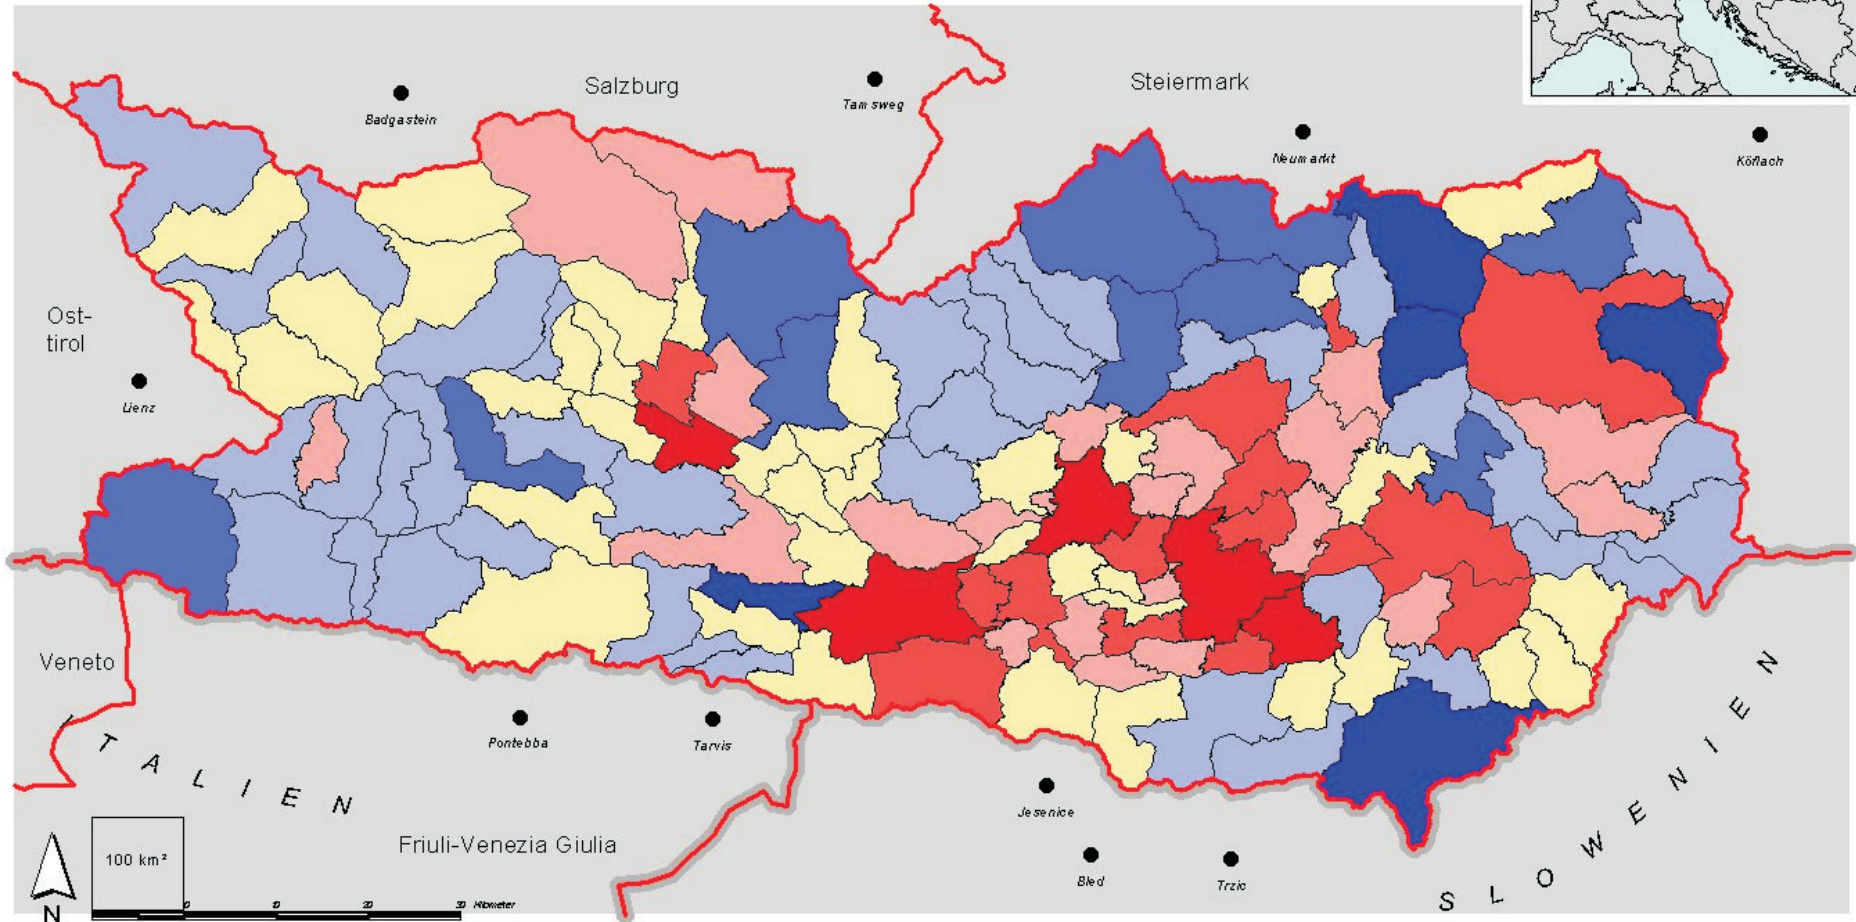 Salzburg
Steiermark
Badgastein
Tamsweg
Neumarkt
Köflach
Ost-
tirol
Lienz
Veneto
Pontebba
Tarvis
TALIEN
Jesenice
SLOWENIEN
Friuli-Venezia Giulia
100 km²
Bled
Trzic
0 10 20 30 Kilometer
N